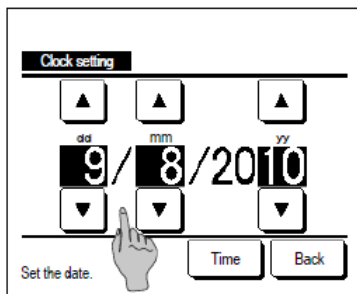 Clock setting
▲ ▲ ▲
dd mm yy
9/8/2010
▼ ▼ ▼
Set the date. Time Back